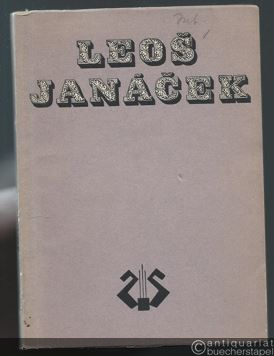 LEOŠ
JANÁČEK
antiquariat
buecherstapel